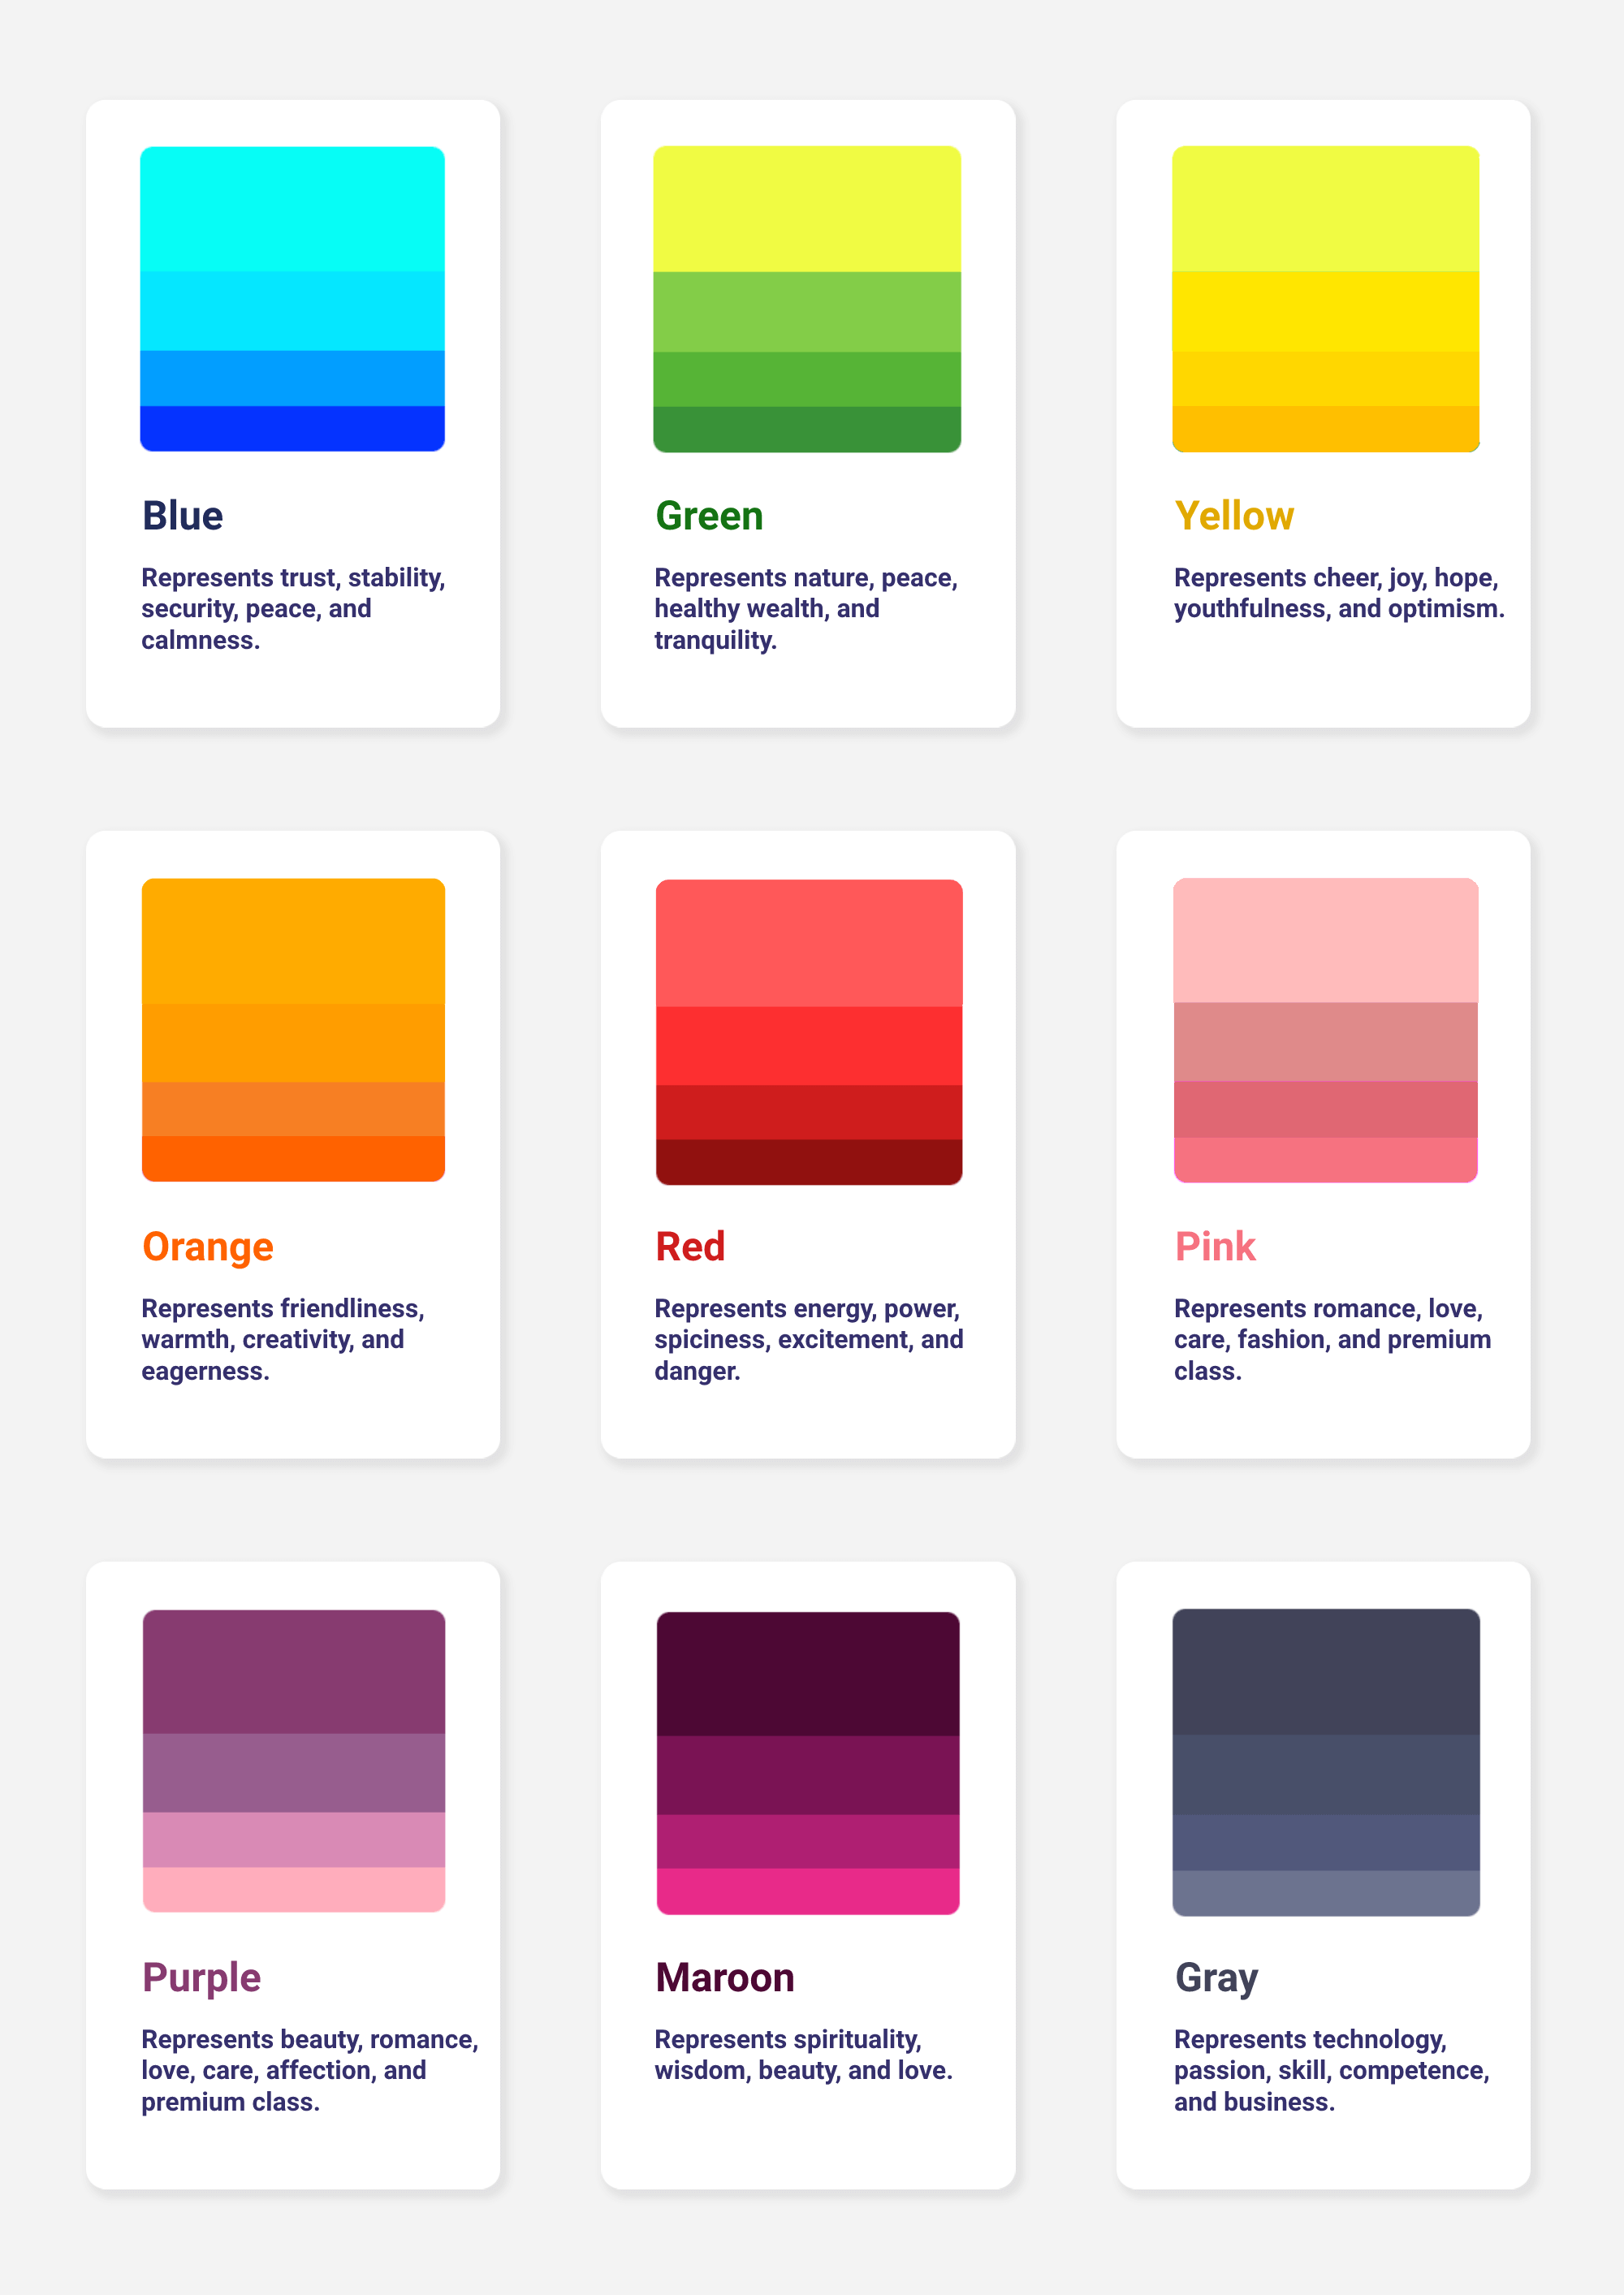 Blue
Represents trust, stability,
security, peace, and
calmness.
Green
Represents nature, peace,
healthy wealth, and
tranquility.
Yellow
Represents cheer, joy, hope,
youthfulness, and optimism.
Orange
Represents friendliness,
warmth, creativity, and
eagerness.
Red
Represents energy, power,
spiciness, excitement, and
danger.
Pink
Represents romance, love,
care, fashion, and premium
class.
Purple
Represents beauty, romance,
love, care, affection, and
premium class.
Maroon
Represents spirituality,
wisdom, beauty, and love.
Gray
Represents technology,
passion, skill, competence,
and business.